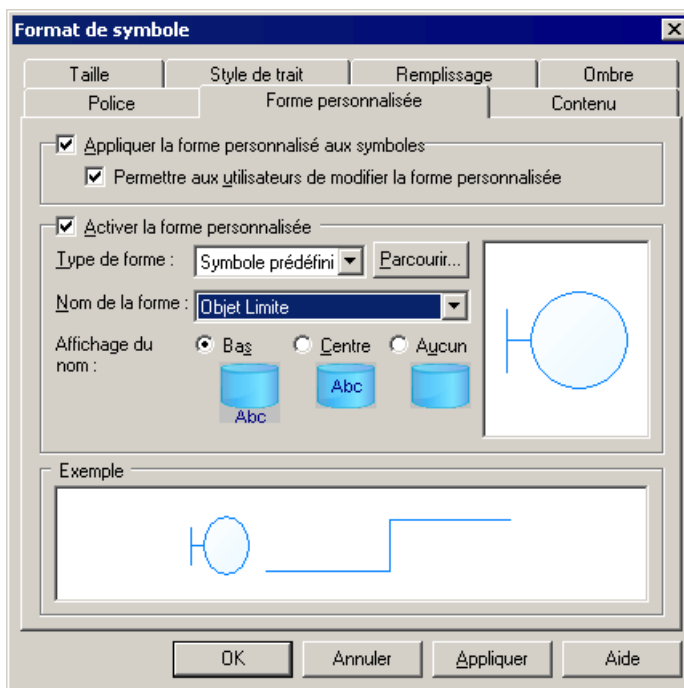 Format de symbole
Taille Style de trait Remplissage Ombre
Police Forme personnalisée Contenu
Appliquer la forme personnalisé aux symboles
Permettre aux utilisateurs de modifier la forme personnalisée
Activer la forme personnalisée
Type de forme : Symbole prédéfini Parcourir...
Nom de la forme : Objet Limite
Affichage du nom : Bas Centre Aucun
Abc
Abc
Exemple
OK Annuler Appliquer Aide